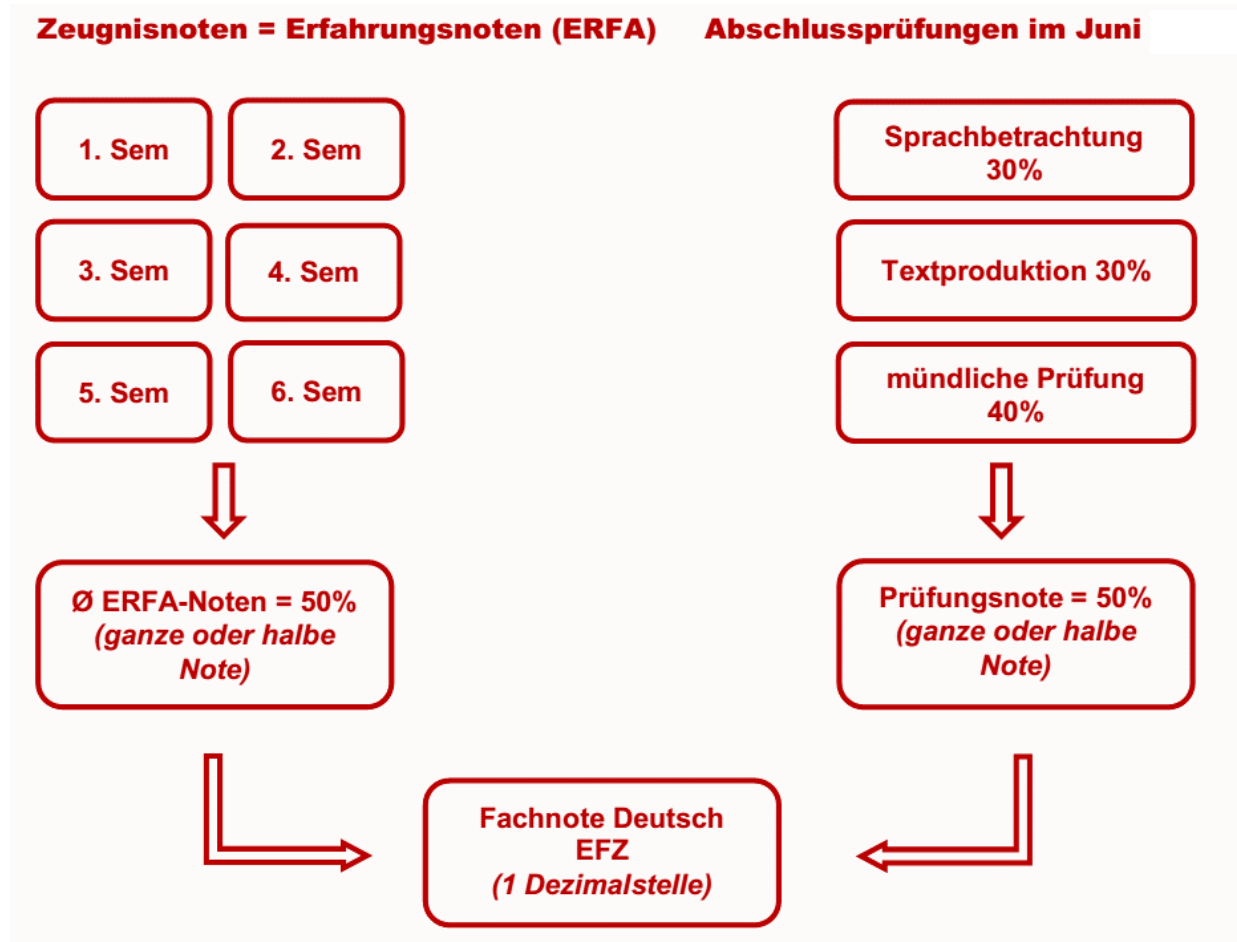 Zeugnisnoten = Erfahrungsnoten (ERFA)
Abschlussprüfungen im Juni
1. Sem
2. Sem
3. Sem
4. Sem
5. Sem
6. Sem
Sprachbetrachtung
30%
Textproduktion 30%
mündliche Prüfung
40%
Ø ERFA-Noten = 50%
(ganze oder halbe
Note)
Prüfungsnote = 50%
(ganze oder halbe
Note)
Fachnote Deutsch
EFZ
(1 Dezimalstelle)